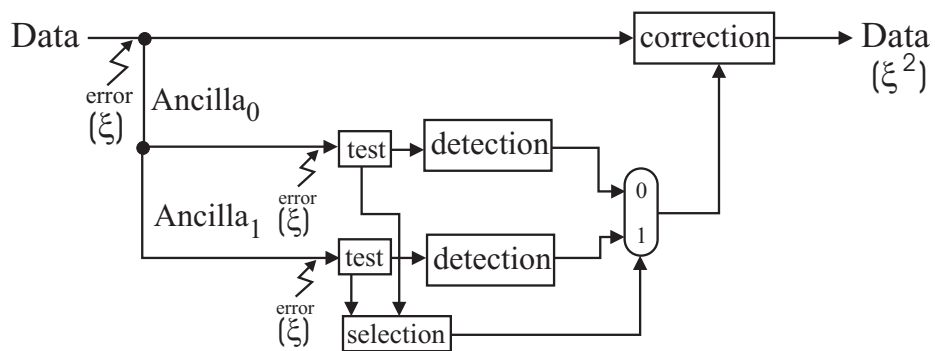 Data
correction
Data
(ξ²)
error
(ξ)
Ancilla₀
test
detection
error
(ξ)
0
1
Ancilla₁
test
detection
error
(ξ)
selection